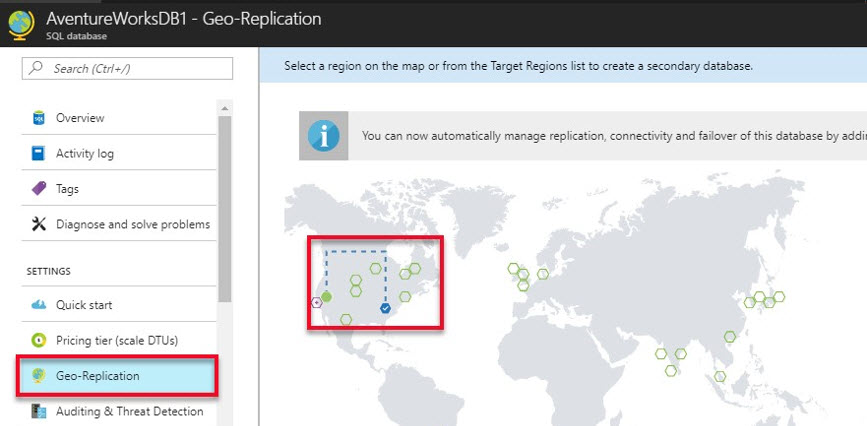 AventureWorksDB1 - Geo-Replication
SQL database
Search (Ctrl+/)
Select a region on the map or from the Target Regions list to create a secondary database.
Overview
Activity log
Tags
Diagnose and solve problems
SETTINGS
Quick start
Pricing tier (scale DTUs)
Geo-Replication
Auditing & Threat Detection
You can now automatically manage replication, connectivity and failover of this database by addin